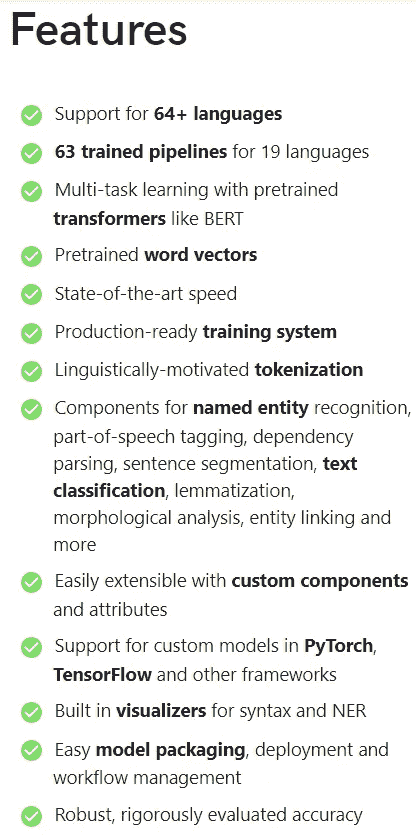 Features
Support for 64+ languages
63 trained pipelines for 19 languages
Multi-task learning with pretrained
transformers like BERT
Pretrained word vectors
State-of-the-art speed
Production-ready training system
Linguistically-motivated tokenization
Components for named entity recognition,
part-of-speech tagging, dependency
parsing, sentence segmentation, text
classification, lemmatization,
morphological analysis, entity linking and
more
Easily extensible with custom components
and attributes
Support for custom models in PyTorch,
TensorFlow and other frameworks
Built in visualizers for syntax and NER
Easy model packaging, deployment and
workflow management
Robust, rigorously evaluated accuracy